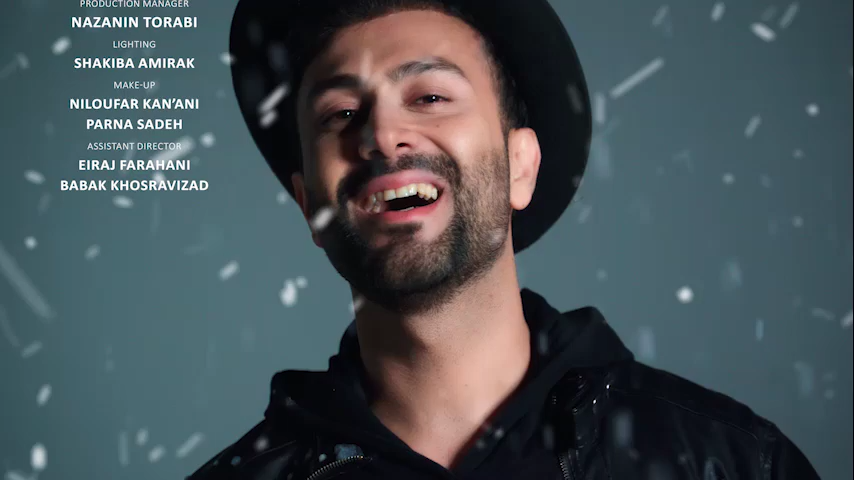 PRODUCTION MANAGER
NAZANIN TORABI
LIGHTING
SHAKIBA AMIRAK
MAKE-UP
NILOUFAR KAN'ANI
PARNA SADEH
ASSISTANT DIRECTOR
EIRAJ FARAHANI
BABAK KHOSRAVIZAD